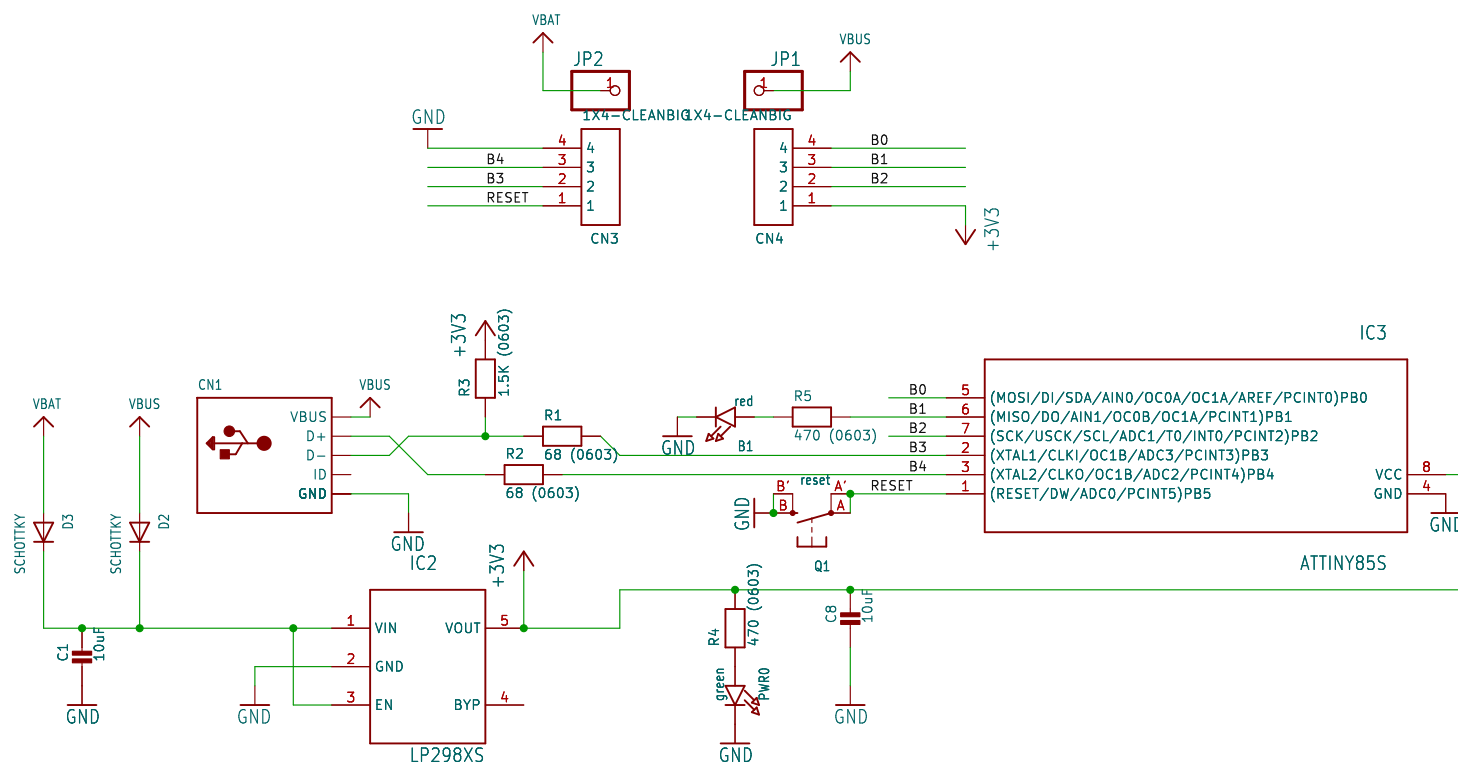 VBAT
VBUS
JP2
JP1
1
1
1X4-CLEANBIG
1X4-CLEANBIG
GND
4 4
B4 3 3
B3 2 2
RESET 1 1
CN3
4 4 B0
3 3 B1
2 2 B2
1 1
CN4
+3V3
+3V3
R3
1.5K (0603)
IC3
CN1
VBUS
VBUS
D+
D-
ID
GND
GND
VBAT
VBUS
SCHOTTKY
D3
SCHOTTKY
D2
R1
68 (0603)
R2
68 (0603)
red
R5
470 (0603)
GND
B1
B0 5 (MOSI/DI/SDA/AIN0/OC0A/OC1A/AREF/PCINT0)PB0
B1 6 (MISO/DO/AIN1/OC0B/OC1A/PCINT1)PB1
B2 7 (SCK/USCK/SCL/ADC1/T0/INT0/PCINT2)PB2
B3 2 (XTAL1/CLKI/OC1B/ADC3/PCINT3)PB3
B4 3 (XTAL2/CLKO/OC1B/ADC2/PCINT4)PB4
RESET 1 (RESET/DW/ADC0/PCINT5)PB5
VCC 8
GND 4
GND
ATTINY85S
reset
B' A'
B A
GND
Q1
IC2
+3V3
1 VIN
2 GND
3 EN
VOUT 5
BYP 4
LP298XS
C1
10uF
GND
GND
R4
470 (0603)
green
PWR0
GND
C8
10uF
GND